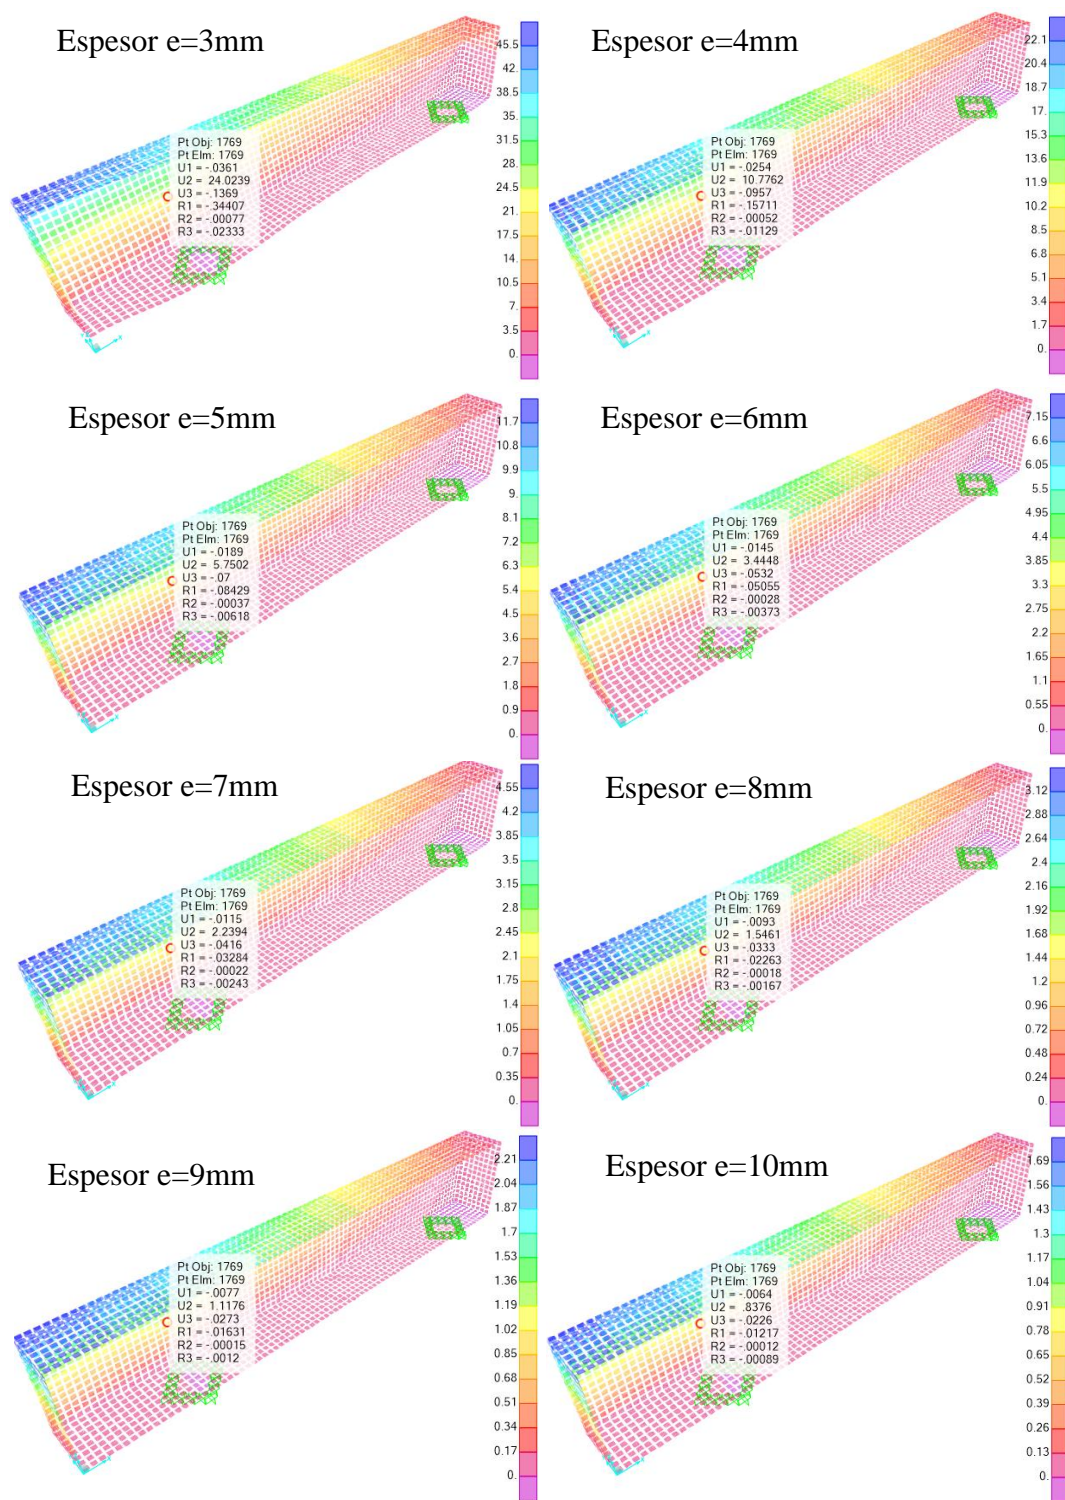 Espesor e=3mm
Pt Obj: 1769
Pt Elm: 1769
U1 = -.0361
U2 = 24.0239
U3 = -.1369
R1 = -.34407
R2 = -.00077
R3 = -.02333
45.5
42.
38.5
35.
31.5
28.
24.5
21.
17.5
14.
10.5
7.
3.5
0.
Espesor e=4mm
Pt Obj: 1769
Pt Elm: 1769
U1 = -.0254
U2 = 10.7762
U3 = -.0957
R1 = -.15711
R2 = -.00052
R3 = -.01129
22.1
20.4
18.7
17.
15.3
13.6
11.9
10.2
8.5
6.8
5.1
3.4
1.7
0.
Espesor e=5mm
Pt Obj: 1769
Pt Elm: 1769
U1 = -.0189
U2 = 5.7502
U3 = -.07
R1 = -.08429
R2 = -.00037
R3 = -.00618
11.7
10.8
9.9
9.
8.1
7.2
6.3
5.4
4.5
3.6
2.7
1.8
0.9
0.
Espesor e=6mm
Pt Obj: 1769
Pt Elm: 1769
U1 = -.0145
U2 = 3.4448
U3 = -.0532
R1 = -.05055
R2 = -.00028
R3 = -.00373
7.15
6.6
6.05
5.5
4.95
4.4
3.85
3.3
2.75
2.2
1.65
1.1
0.55
0.
Espesor e=7mm
Pt Obj: 1769
Pt Elm: 1769
U1 = -.0115
U2 = 2.2394
U3 = -.0416
R1 = -.03284
R2 = -.00022
R3 = -.00243
4.55
4.2
3.85
3.5
3.15
2.8
2.45
2.1
1.75
1.4
1.05
0.7
0.35
0.
Espesor e=8mm
Pt Obj: 1769
Pt Elm: 1769
U1 = -.0093
U2 = 1.5461
U3 = -.0333
R1 = -.02263
R2 = -.00018
R3 = -.00167
3.12
2.88
2.64
2.4
2.16
1.92
1.68
1.44
1.2
0.96
0.72
0.48
0.24
0.
Espesor e=9mm
Pt Obj: 1769
Pt Elm: 1769
U1 = -.0077
U2 = 1.1176
U3 = -.0273
R1 = -.01631
R2 = -.00015
R3 = -.0012
2.21
2.04
1.87
1.7
1.53
1.36
1.19
1.02
0.85
0.68
0.51
0.34
0.17
0.
Espesor e=10mm
Pt Obj: 1769
Pt Elm: 1769
U1 = -.0064
U2 = .8376
U3 = -.0226
R1 = -.01217
R2 = -.00012
R3 = -.00089
1.69
1.56
1.43
1.3
1.17
1.04
0.91
0.78
0.65
0.52
0.39
0.26
0.13
0.